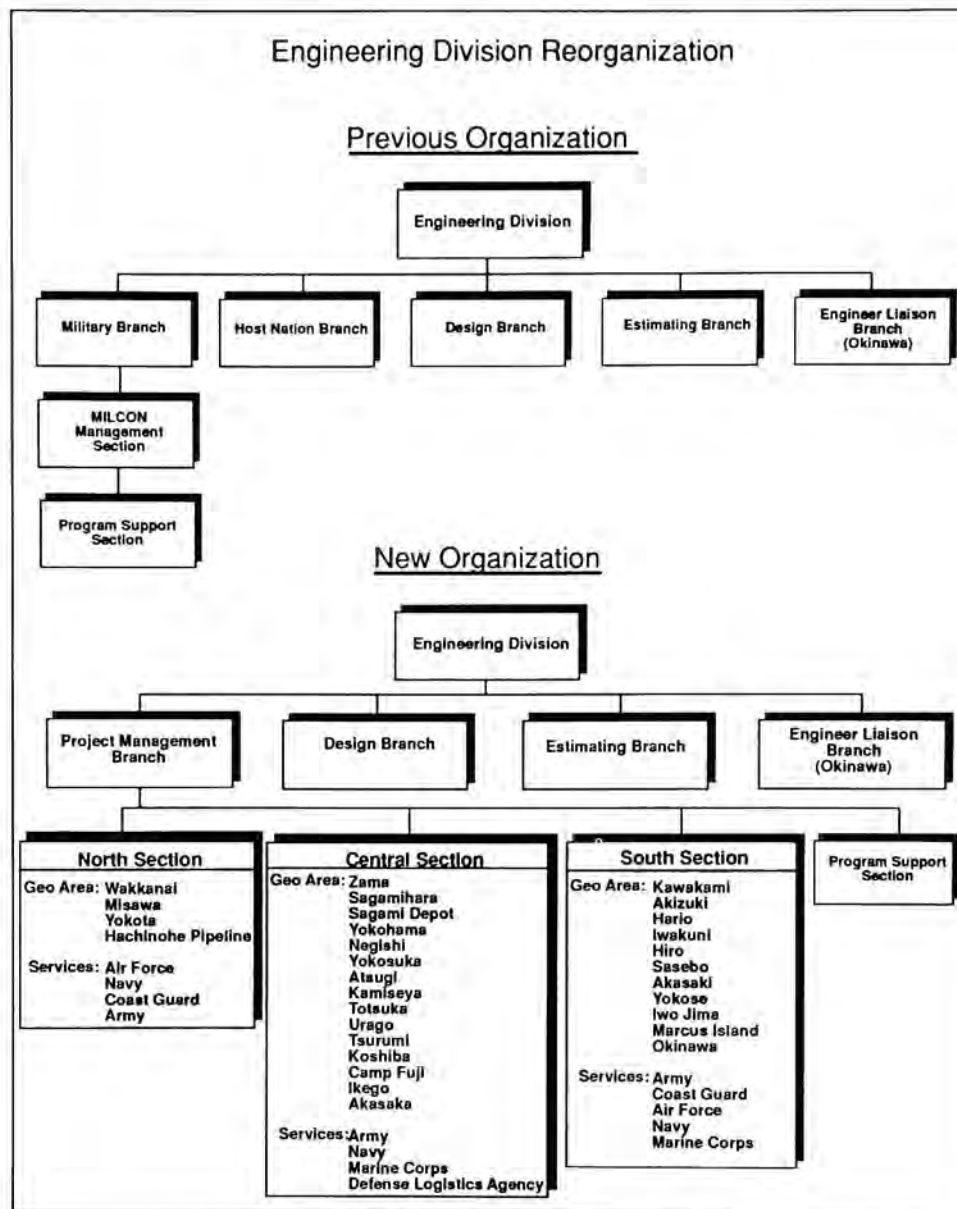 Engineering Division Reorganization
Previous Organization
Engineering Division
Military Branch
Host Nation Branch
Design Branch
Estimating Branch
Engineer Liaison
Branch
(Okinawa)
MILCON
Management
Section
Program Support
Section
New Organization
Engineering Division
Project Management
Branch
Design Branch
Estimating Branch
Engineer Liaison
Branch
(Okinawa)
North Section
Geo Area: Wakkanai
Misawa
Yokota
Hachinohe Pipeline
Services: Air Force
Navy
Coast Guard
Army
Central Section
Geo Area: Zama
Sagamihara
Sagami Depot
Yokohama
Negishi
Yokosuka
Atsugi
Kamiseya
Totsuka
Urago
Tsurumi
Koshiba
Camp Fuji
Ikego
Akasaka
Services: Army
Navy
Marine Corps
Defense Logistics Agency
South Section
Geo Area: Kawakami
Akizuki
Hario
Iwakuni
Hiro
Sasebo
Akasaki
Yokose
Iwo Jima
Marcus Island
Okinawa
Services: Army
Coast Guard
Air Force
Navy
Marine Corps
Program Support
Section